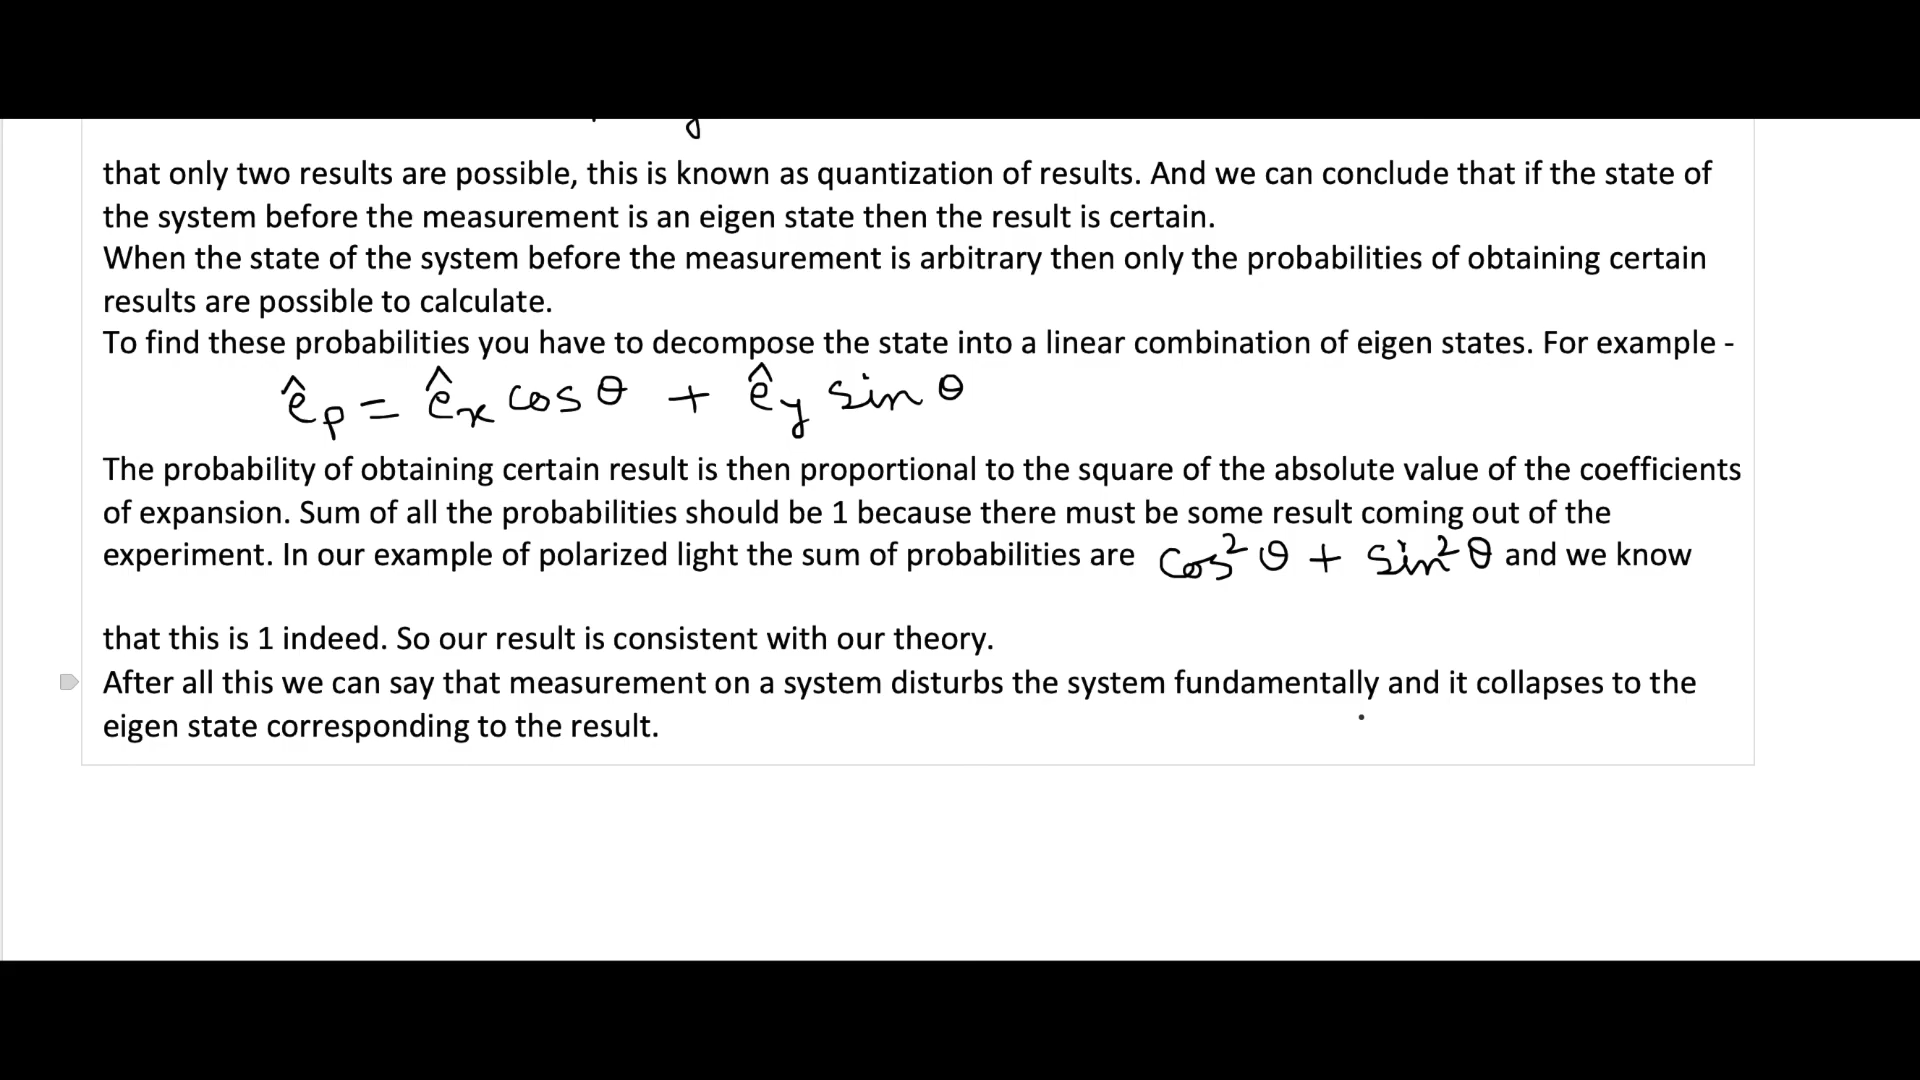 that only two results are possible, this is known as quantization of results. And we can conclude that if the state of
the system before the measurement is an eigen state then the result is certain.
When the state of the system before the measurement is arbitrary then only the probabilities of obtaining certain
results are possible to calculate.
To find these probabilities you have to decompose the state into a linear combination of eigen states. For example -
ê_p = ê_x cos θ + ê_y sin θ
The probability of obtaining certain result is then proportional to the square of the absolute value of the coefficients
of expansion. Sum of all the probabilities should be 1 because there must be some result coming out of the
experiment. In our example of polarized light the sum of probabilities are cos² θ + sin² θ and we know
that this is 1 indeed. So our result is consistent with our theory.
After all this we can say that measurement on a system disturbs the system fundamentally and it collapses to the
eigen state corresponding to the result.